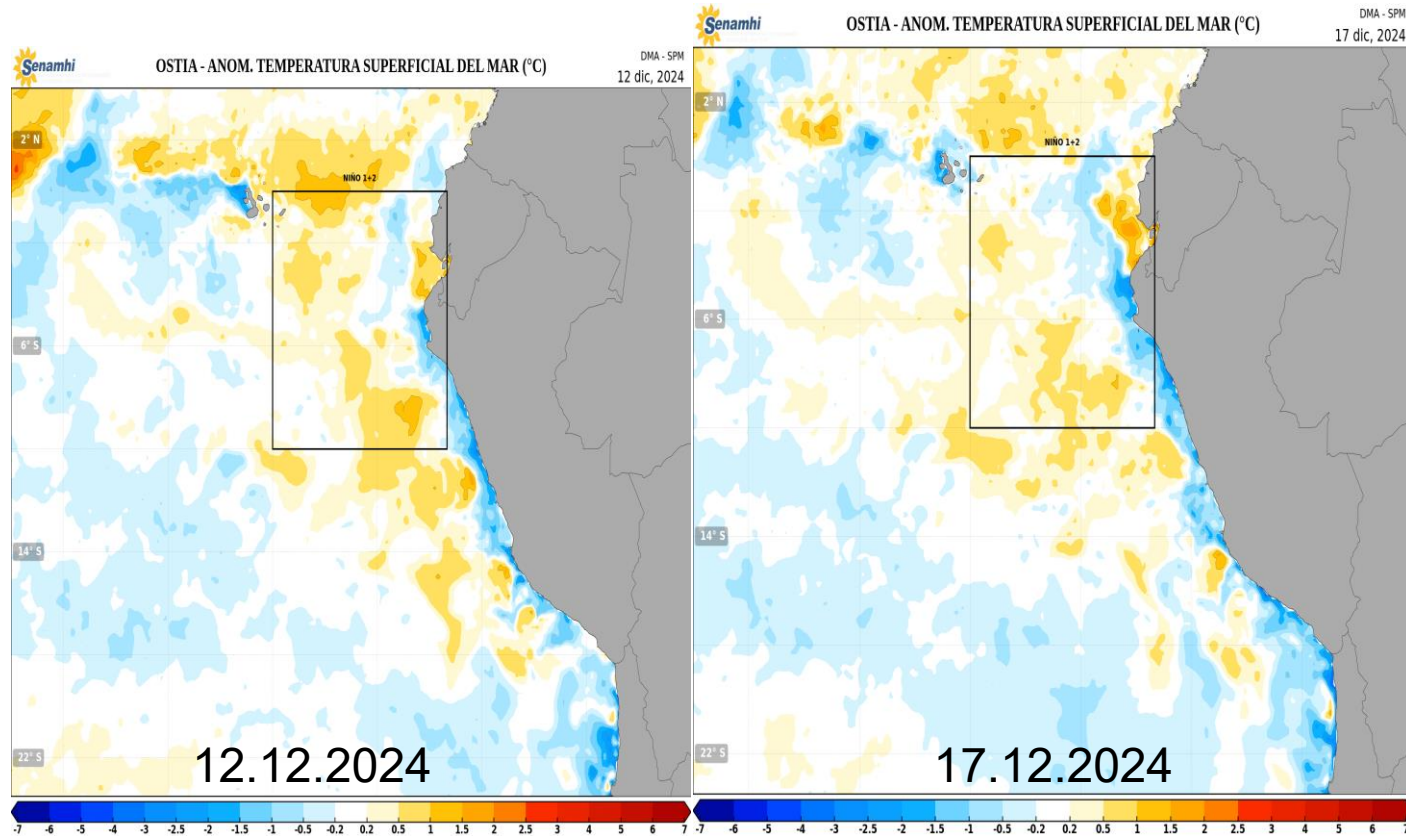 Senamhi
OSTIA - ANOM. TEMPERATURA SUPERFICIAL DEL MAR (°C)
DMA - SPM
12 dic, 2024
2° N
NIÑO 1+2
6° S
14° S
22° S
12.12.2024
-7 -6 -5 -4 -3 -2.5 -2 -1.5 -1 -0.5 -0.2 0.2 0.5 1 1.5 2 2.5 3 4 5 6 7
Senamhi
OSTIA - ANOM. TEMPERATURA SUPERFICIAL DEL MAR (°C)
DMA - SPM
17 dic, 2024
2° N
NIÑO 1+2
6° S
14° S
22° S
17.12.2024
-7 -6 -5 -4 -3 -2.5 -2 -1.5 -1 -0.5 -0.2 0.2 0.5 1 1.5 2 2.5 3 4 5 6 7